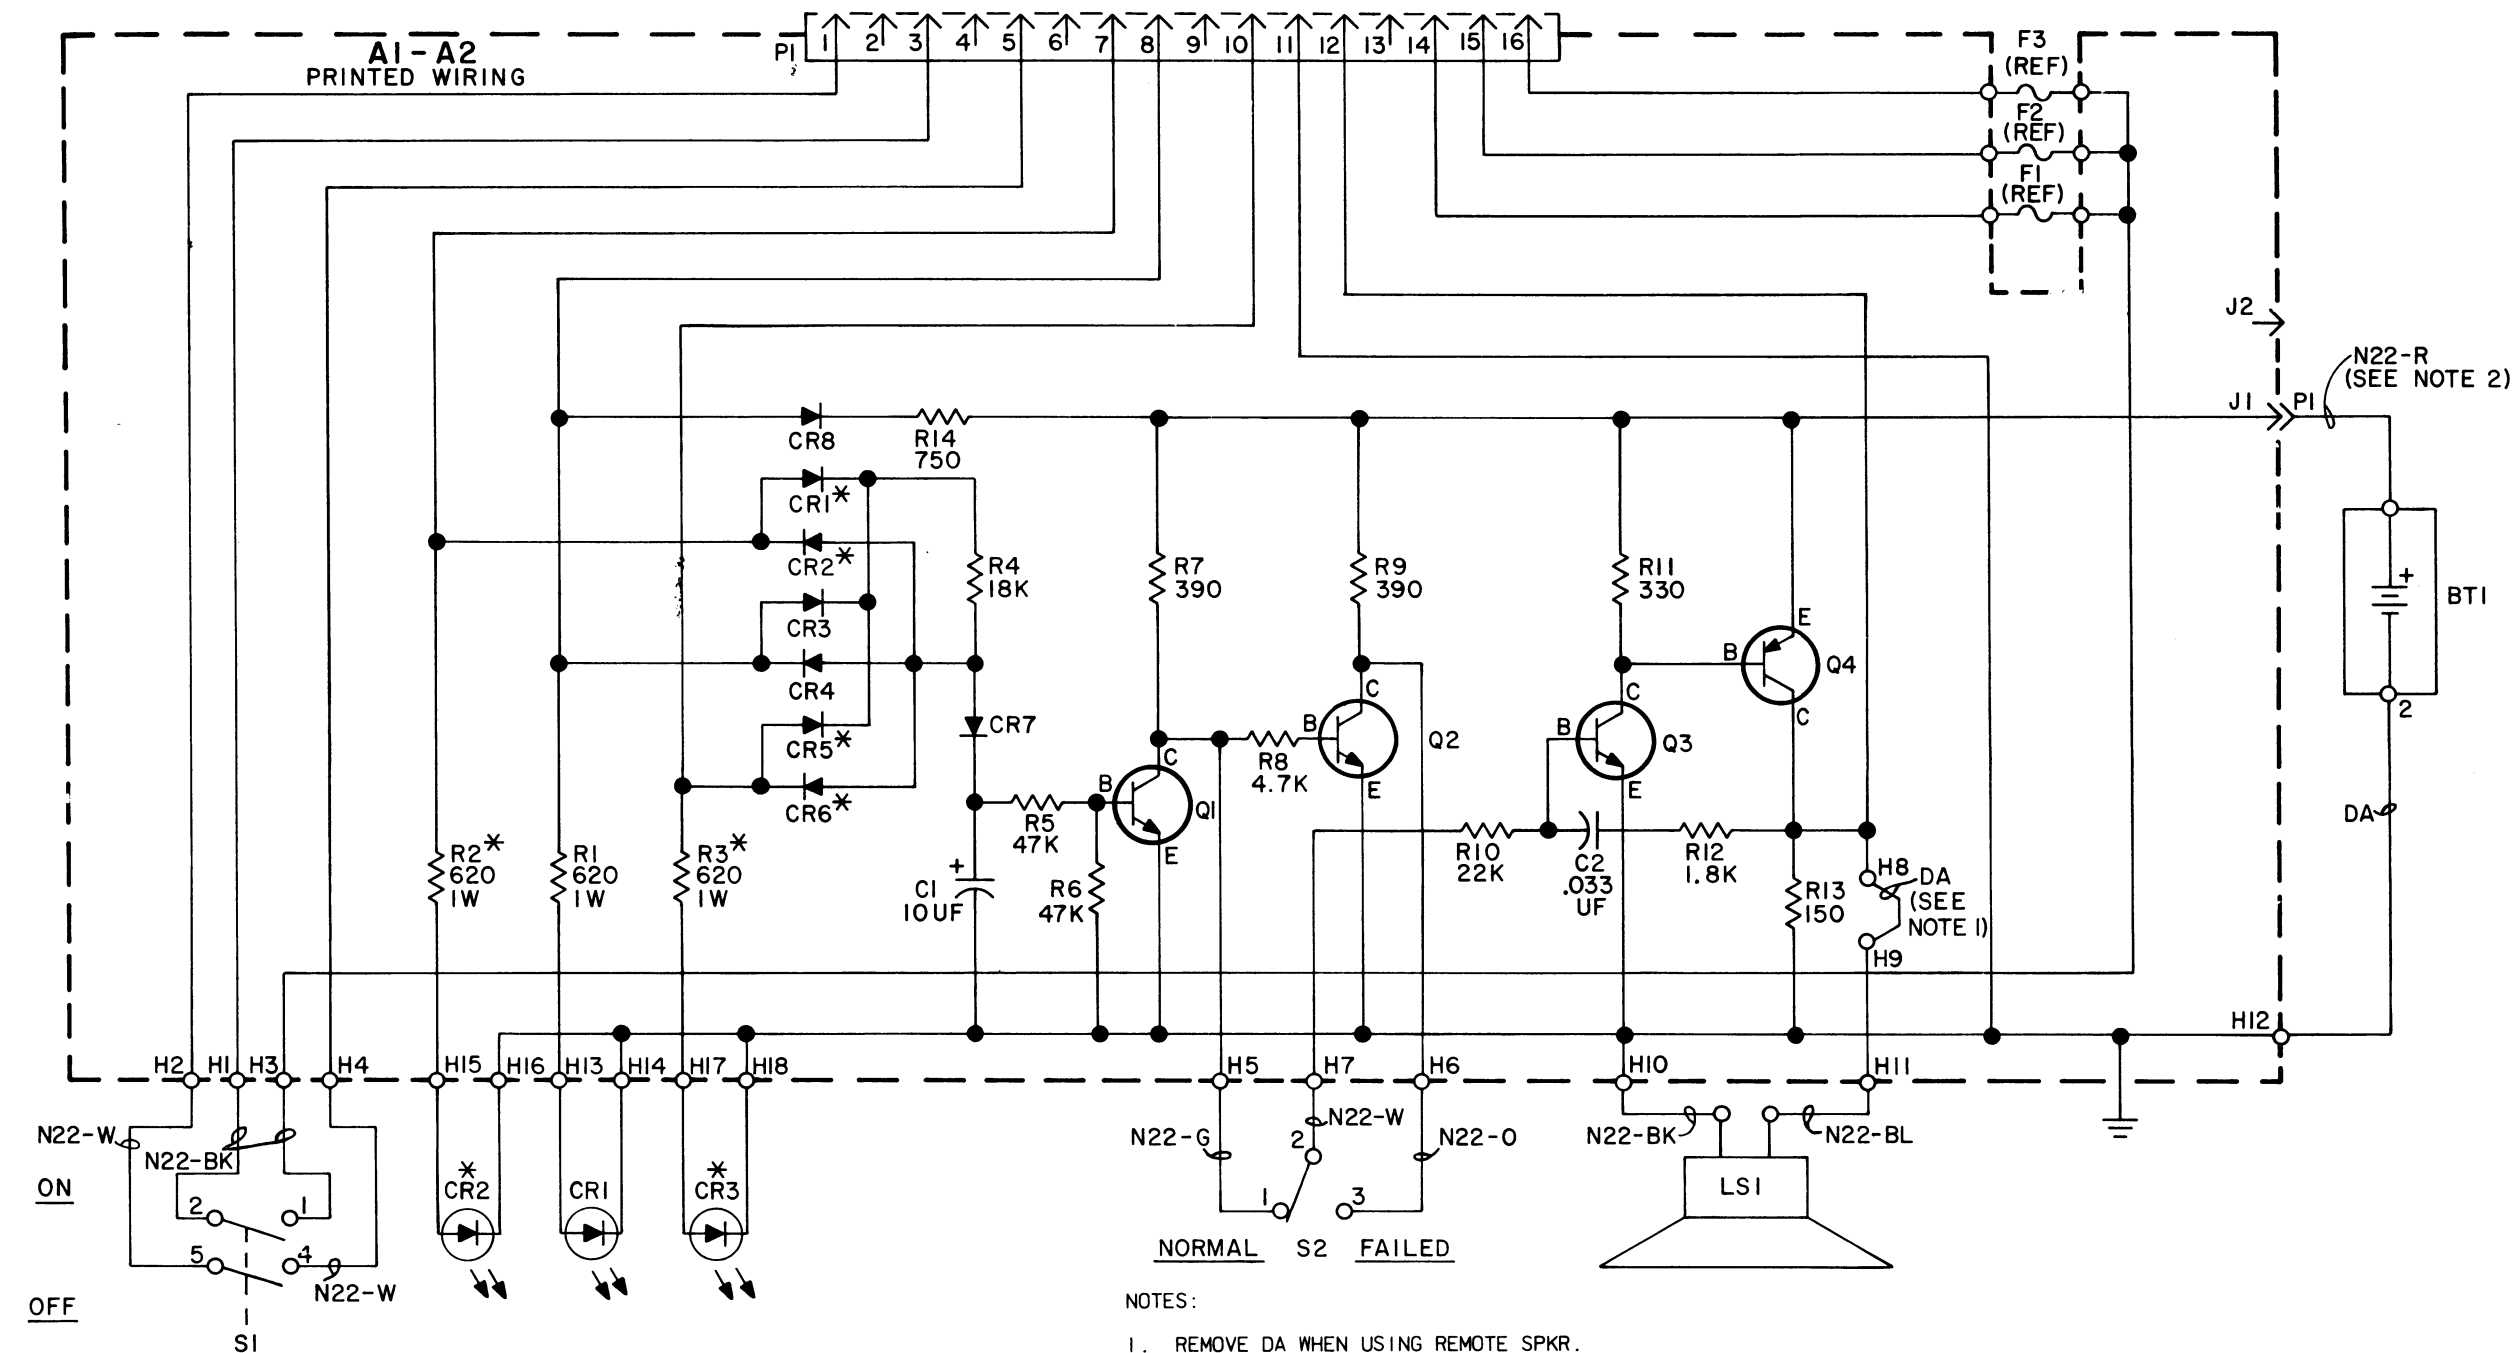 A1-A2
PRINTED WIRING
P1
1 2 3 4 5 6 7 8 9 10 11 12 13 14 15 16
F3
(REF)
F2
(REF)
F1
(REF)
J2
N22-R
(SEE NOTE 2)
J1
P1
CR8
R14
750
CR1*
CR2*
CR3
CR4
CR5*
CR6*
R4
18K
CR7
R7
390
R9
390
R11
330
+
BT1
2
DA
E
B
Q4
C
C
B
Q3
E
C
B
Q2
E
R8
4.7K
C
B
Q1
E
R5
47K
R6
47K
+
C1
10UF
R2*
620
1W
R1
620
1W
R3*
620
1W
R10
22K
C2
.033
UF
R12
1.8K
R13
150
H8
DA
(SEE
NOTE 1)
H9
H12
H2 H1 H3 H4 H15 H16 H13 H14 H17 H18 H5 H7 H6 H10 H11
N22-W
N22-BK
ON
2
1
5
4
N22-W
OFF
S1
*
CR2
CR1
*
CR3
N22-G
N22-W
2
N22-O
1
3
NORMAL S2 FAILED
N22-BK
N22-BL
LS1
NOTES:
1. REMOVE DA WHEN USING REMOTE SPKR.